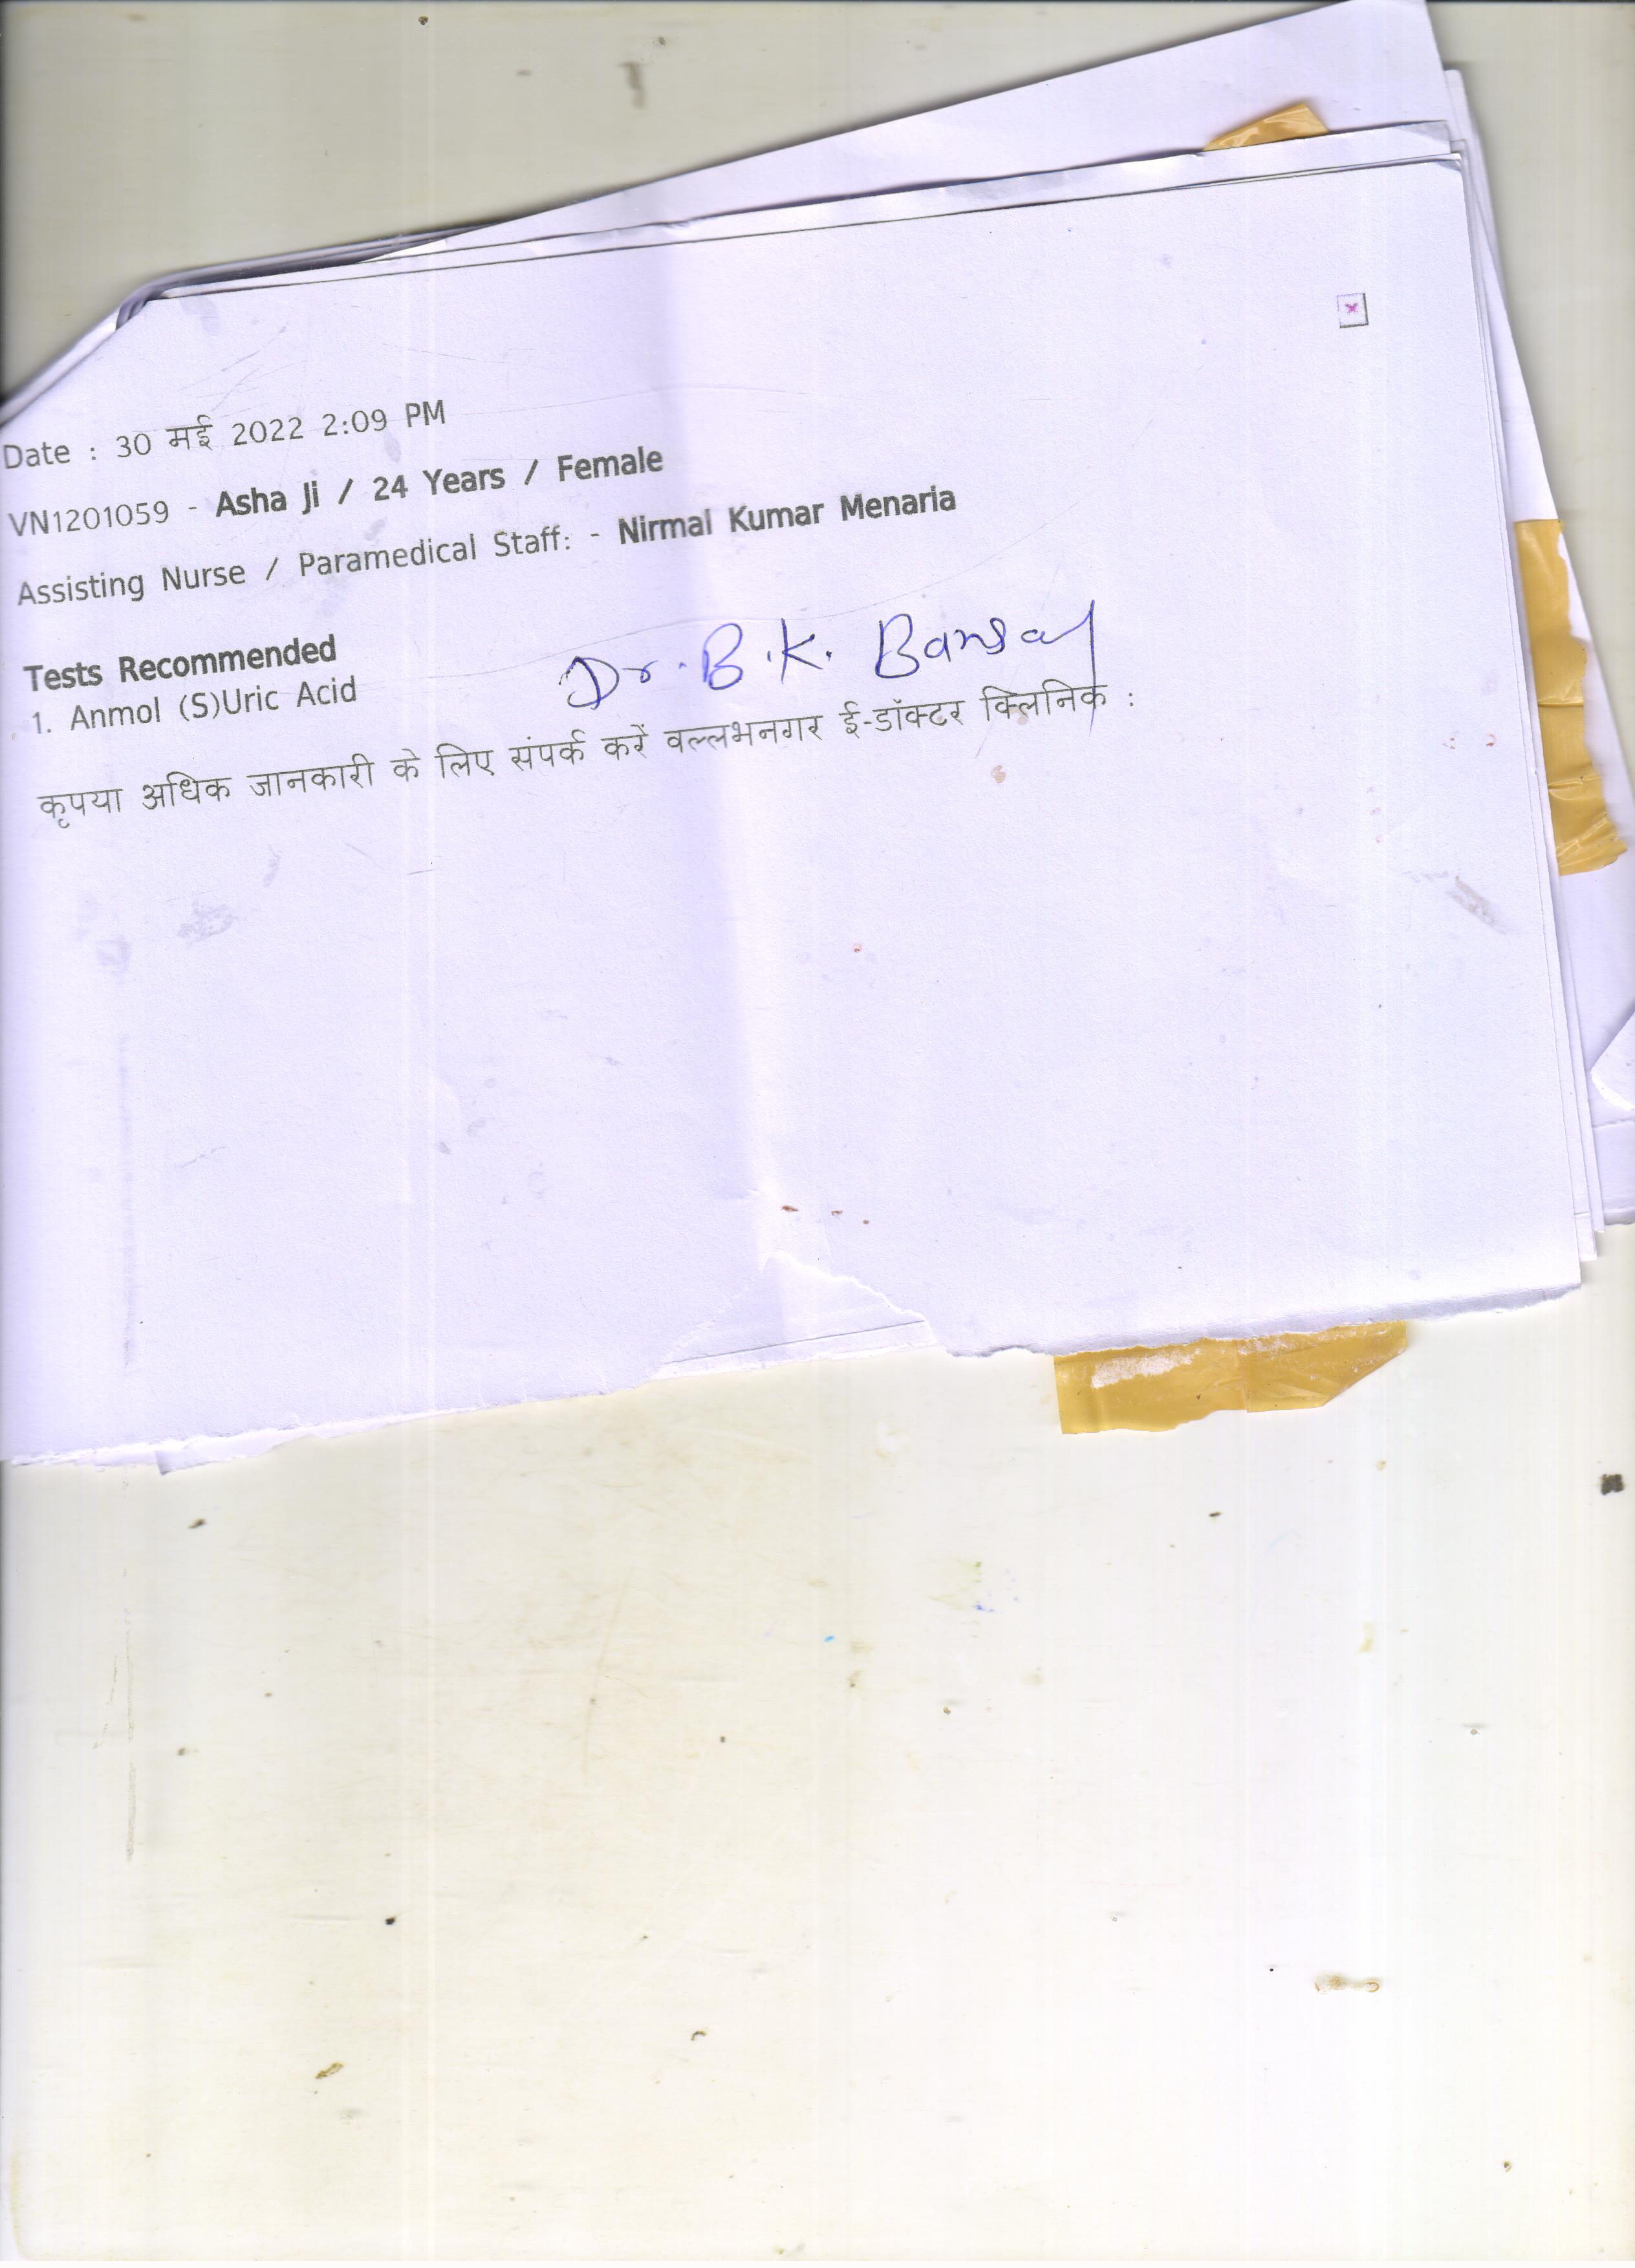 Date : 30 मई 2022 2:09 PM
VN1201059 - Asha Ji / 24 Years / Female
Assisting Nurse / Paramedical Staff: - Nirmal Kumar Menaria
Tests Recommended
1. Anmol (S)Uric Acid
Dr. B.K. Bansal
कृपया अधिक जानकारी के लिए संपर्क करें वल्लभनगर ई-डॉक्टर क्लिनिक :